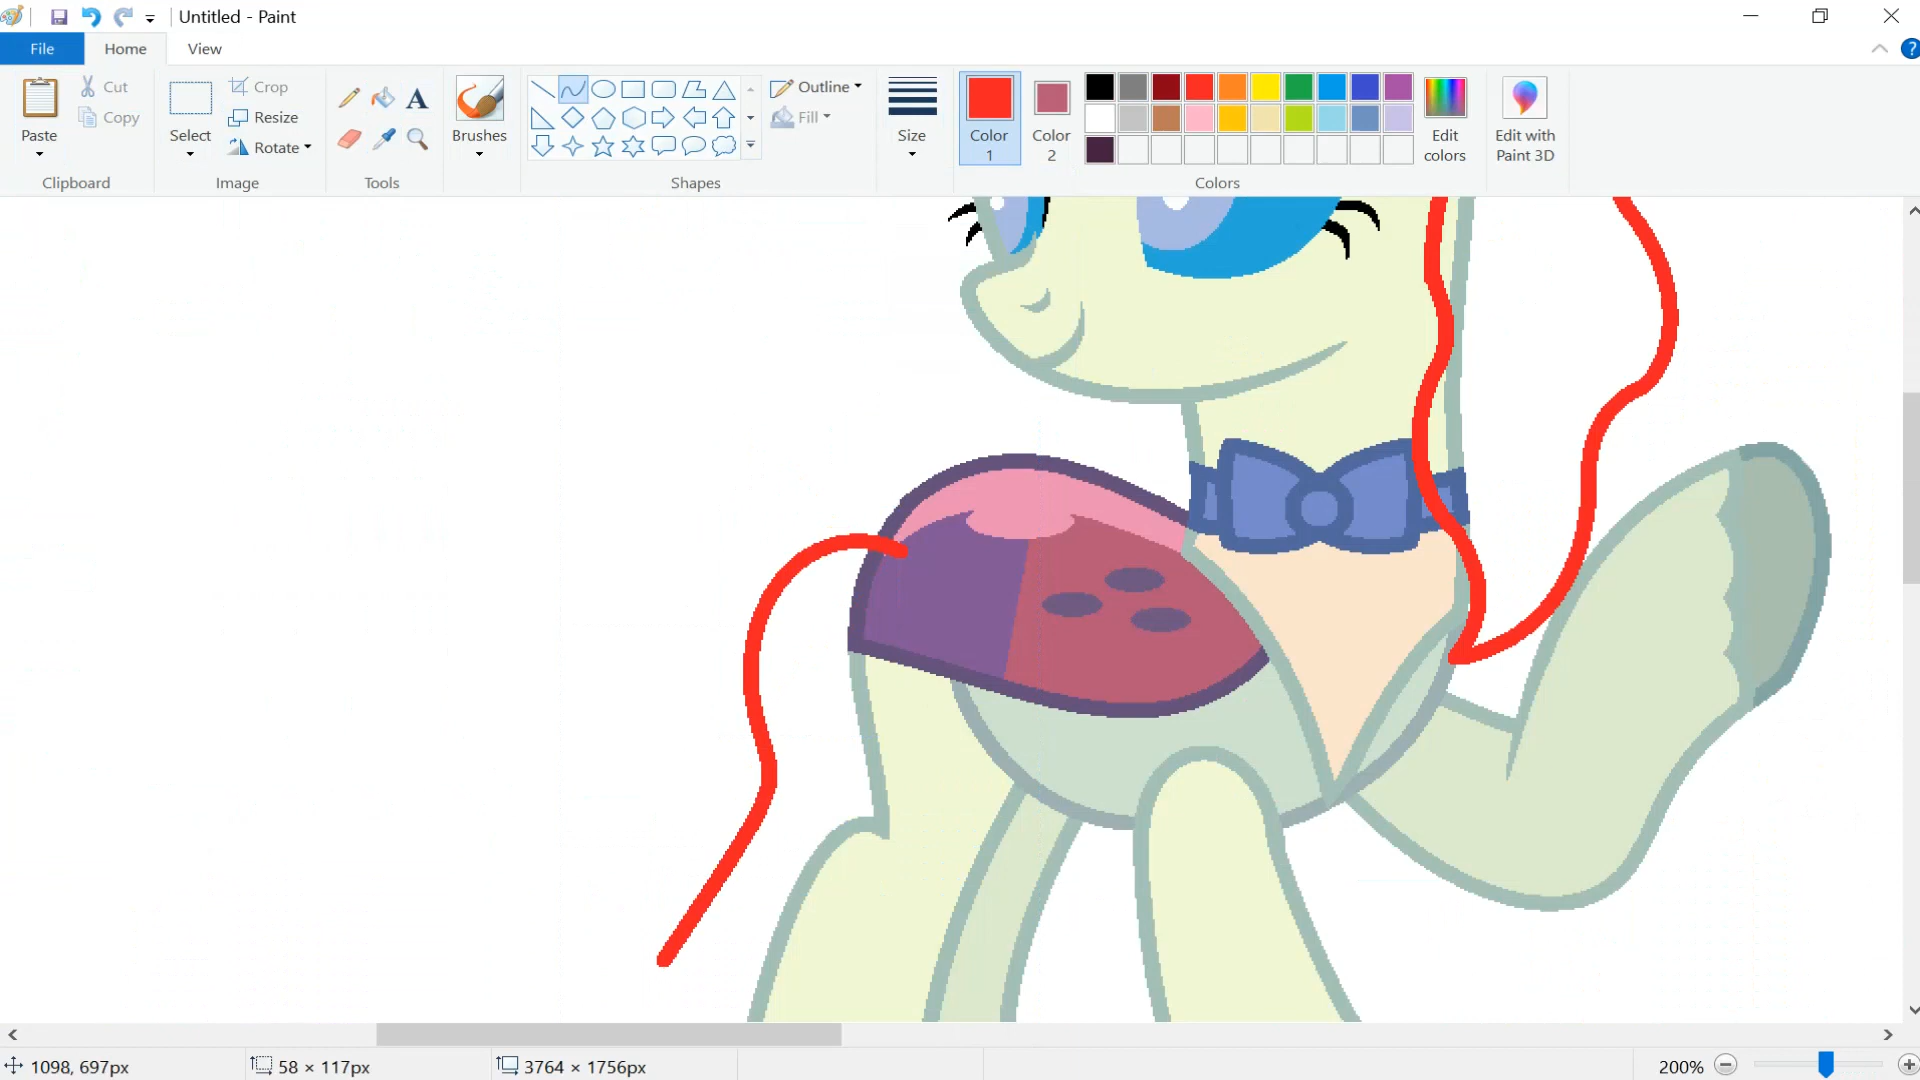 Untitled - Paint
File Home View
Paste
Cut
Copy
Clipboard
Select
Crop
Resize
Rotate
Image
A
Tools
Brushes
Shapes
Outline
Fill
Size
Color 1
Color 2
Colors
Edit colors
Edit with Paint 3D
?
1098, 697px
58 × 117px
3764 × 1756px
200%